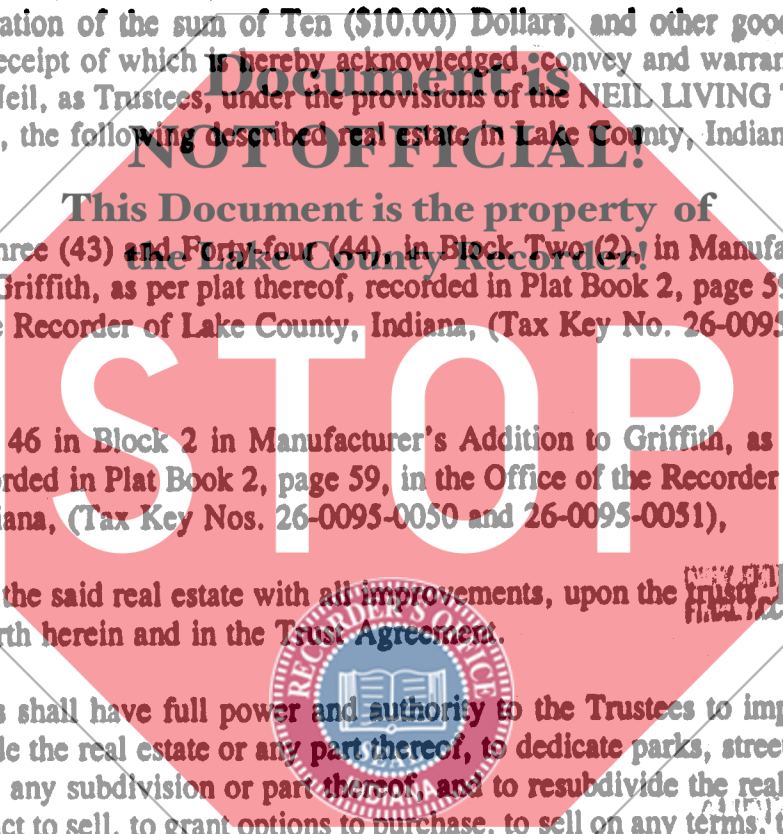 ation of the sum of Ten ($10.00) Dollars, and other goo
eceipt of which is hereby acknowledged, convey and warran
Document is
Neil, as Trustees, under the provisions of the NEIL LIVING
NOT OFFICIAL!
, the following described real estate in Lake County, Indian
This Document is the property of
the Lake County Recorder!
hree (43) and Forty-four (44), in Block Two (2), in Manufa
Griffith, as per plat thereof, recorded in Plat Book 2, page 59
e Recorder of Lake County, Indiana, (Tax Key No. 26-0095
STOP
46 in Block 2 in Manufacturer's Addition to Griffith, as
orded in Plat Book 2, page 59, in the Office of the Recorder
iana, (Tax Key Nos. 26-0095-0050 and 26-0095-0051),
the said real estate with all improvements, upon the trusts
rth herein and in the Trust Agreement.
RECORDER'S OFFICE
SEAL
INDIANA
s shall have full power and authority to the Trustees to imp
de the real estate or any part thereof, to dedicate parks, stree
any subdivision or part thereof, and to resubdivide the real
ct to sell, to grant options to purchase, to sell on any terms,